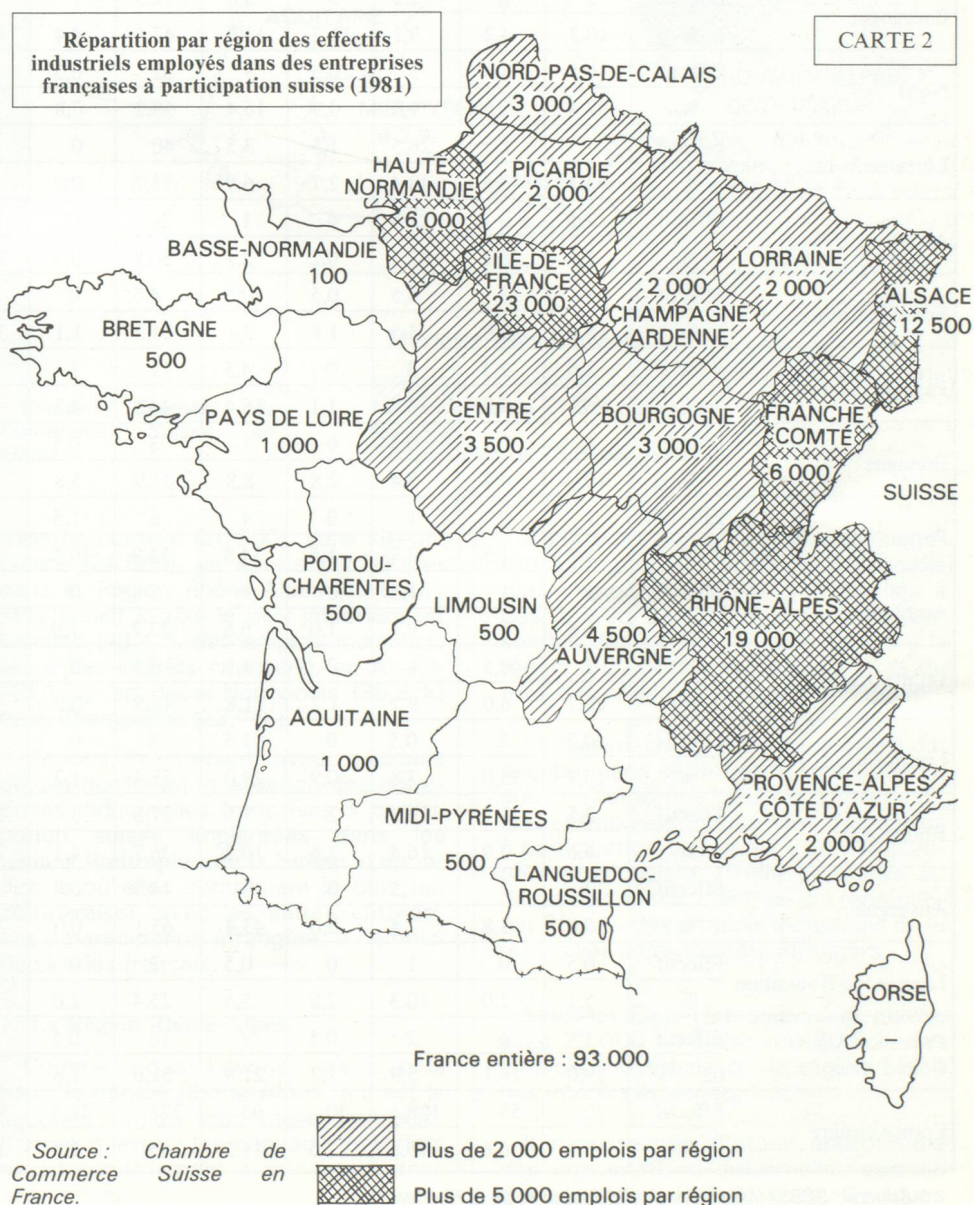 Répartition par région des effectifs
industriels employés dans des entreprises
françaises à participation suisse (1981)
CARTE 2
NORD-PAS-DE-CALAIS
3 000
PICARDIE
2 000
HAUTE
NORMANDIE
6 000
BASSE-NORMANDIE
100
ILE-DE-
FRANCE
23 000
2 000
CHAMPAGNE
ARDENNE
LORRAINE
2 000
ALSACE
12 500
BRETAGNE
500
PAYS DE LOIRE
1 000
CENTRE
3 500
BOURGOGNE
3 000
FRANCHE
COMTÉ
6 000
SUISSE
POITOU-
CHARENTES
500
LIMOUSIN
500
4 500
AUVERGNE
RHÔNE-ALPES
19 000
AQUITAINE
1 000
MIDI-PYRÉNÉES
500
LANGUEDOC-
ROUSSILLON
500
PROVENCE-ALPES
CÔTE D'AZUR
2 000
CORSE
–
France entière : 93.000
Source : Chambre de
Commerce Suisse en
France.
Plus de 2 000 emplois par région
Plus de 5 000 emplois par région